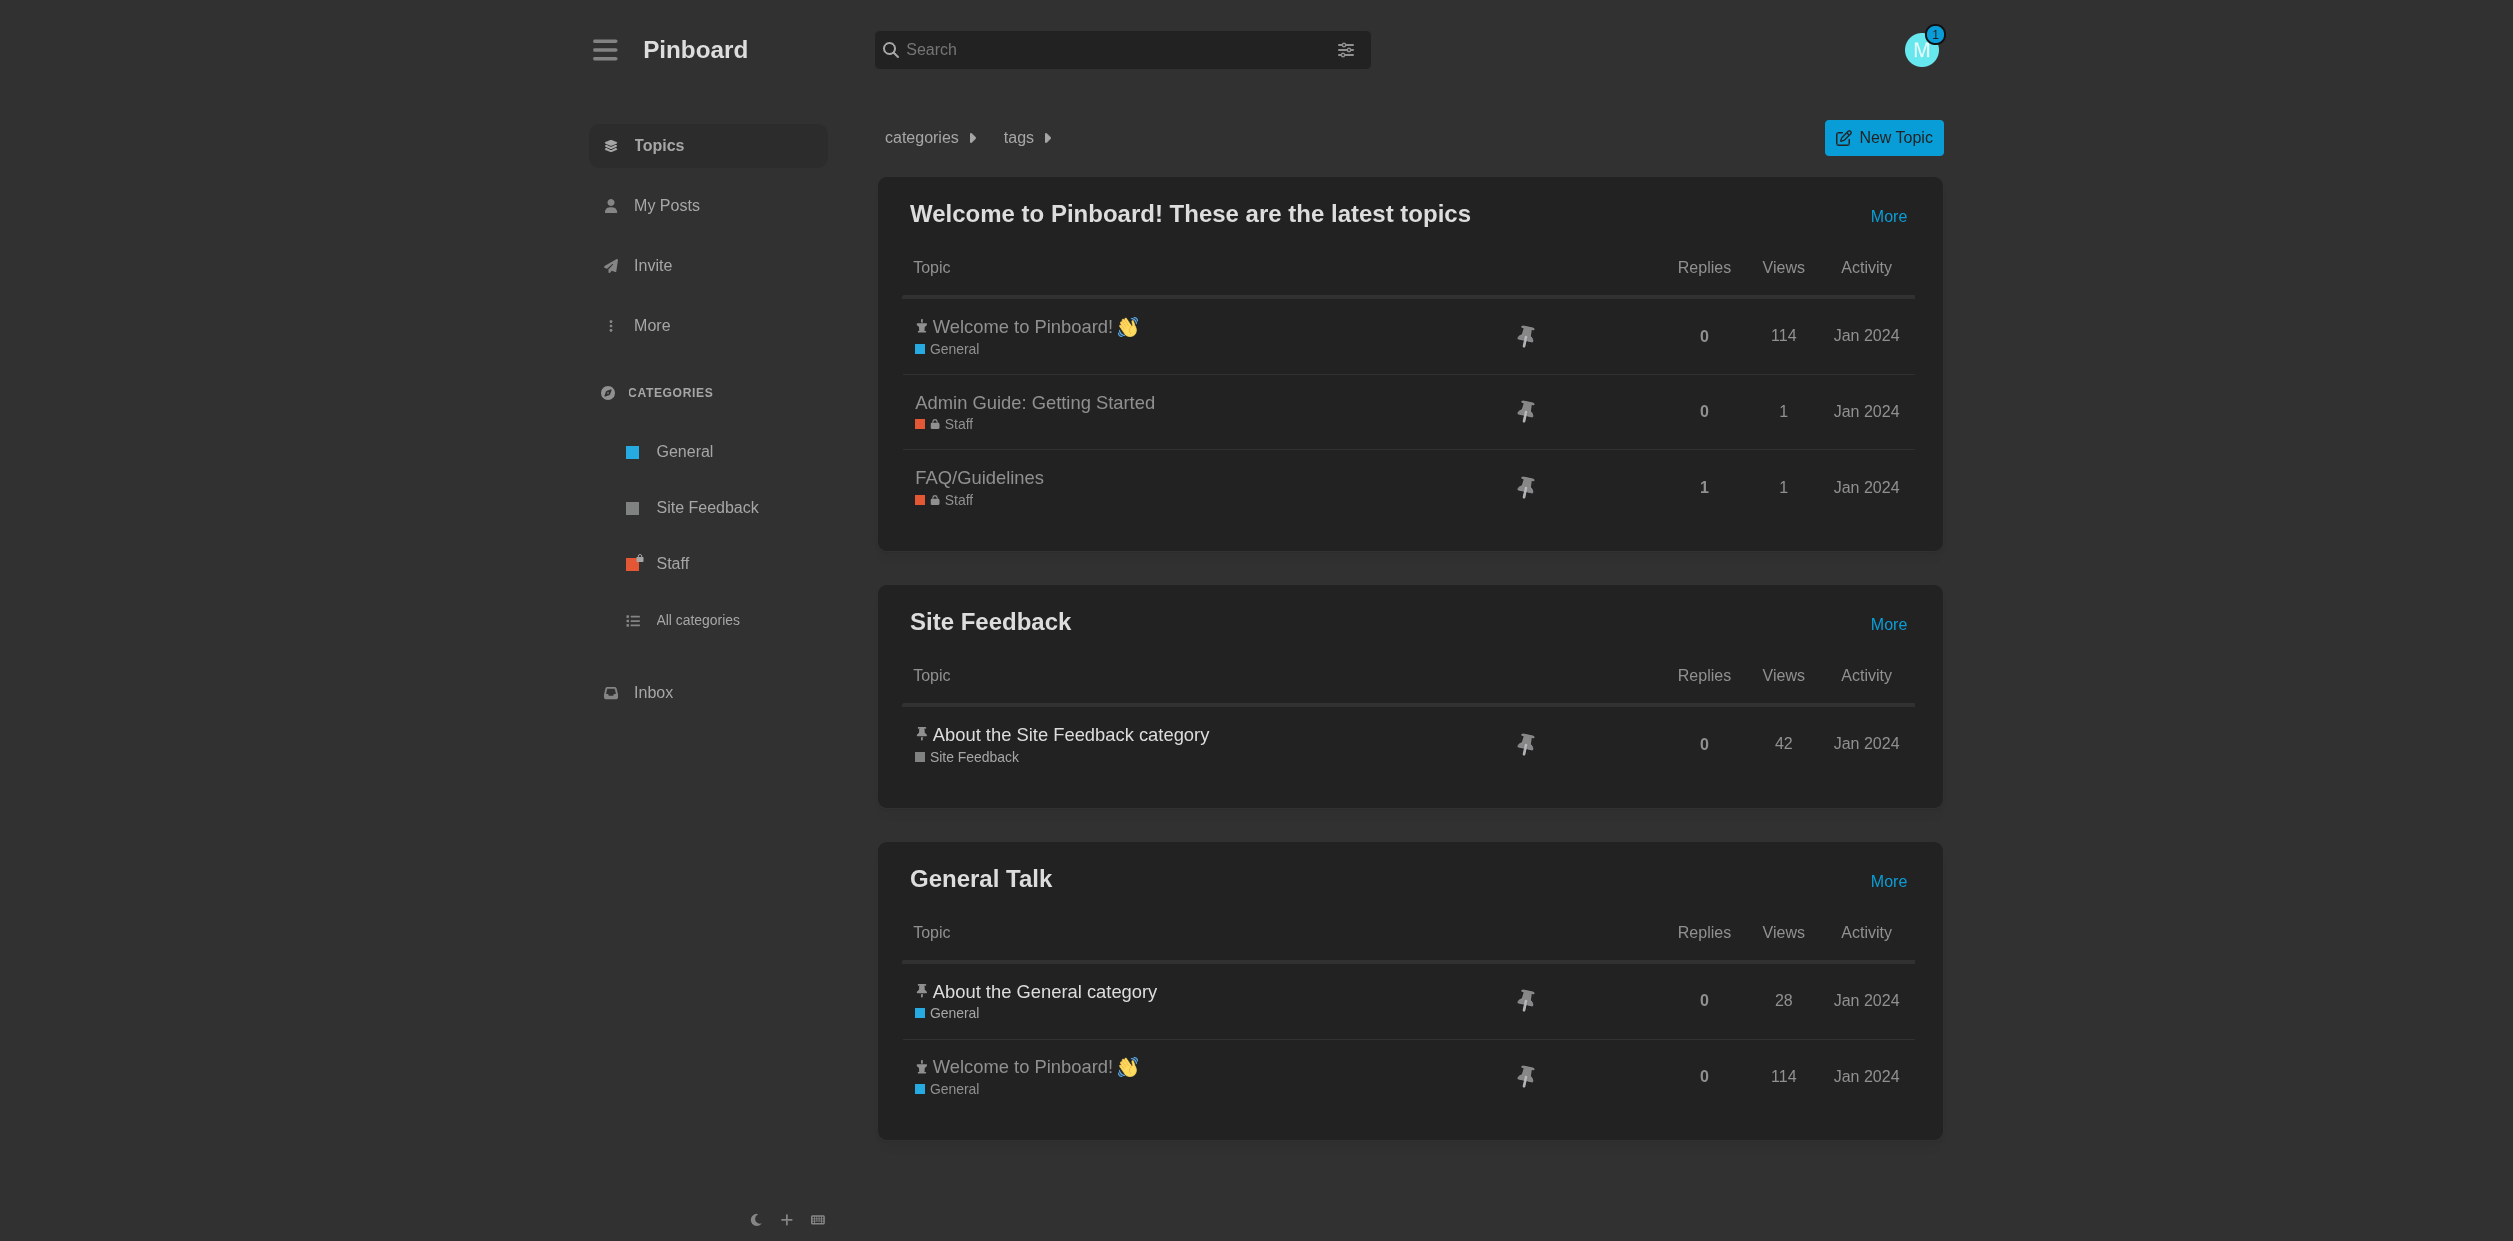 Pinboard
Search
M
1
Topics
My Posts
Invite
More
CATEGORIES
General
Site Feedback
Staff
All categories
Inbox
categories tags
New Topic
Welcome to Pinboard! These are the latest topics
More
Topic Replies Views Activity
Welcome to Pinboard! 👋 0 114 Jan 2024
General
Admin Guide: Getting Started 0 1 Jan 2024
Staff
FAQ/Guidelines 1 1 Jan 2024
Staff
Site Feedback
More
Topic Replies Views Activity
About the Site Feedback category 0 42 Jan 2024
Site Feedback
General Talk
More
Topic Replies Views Activity
About the General category 0 28 Jan 2024
General
Welcome to Pinboard! 👋 0 114 Jan 2024
General